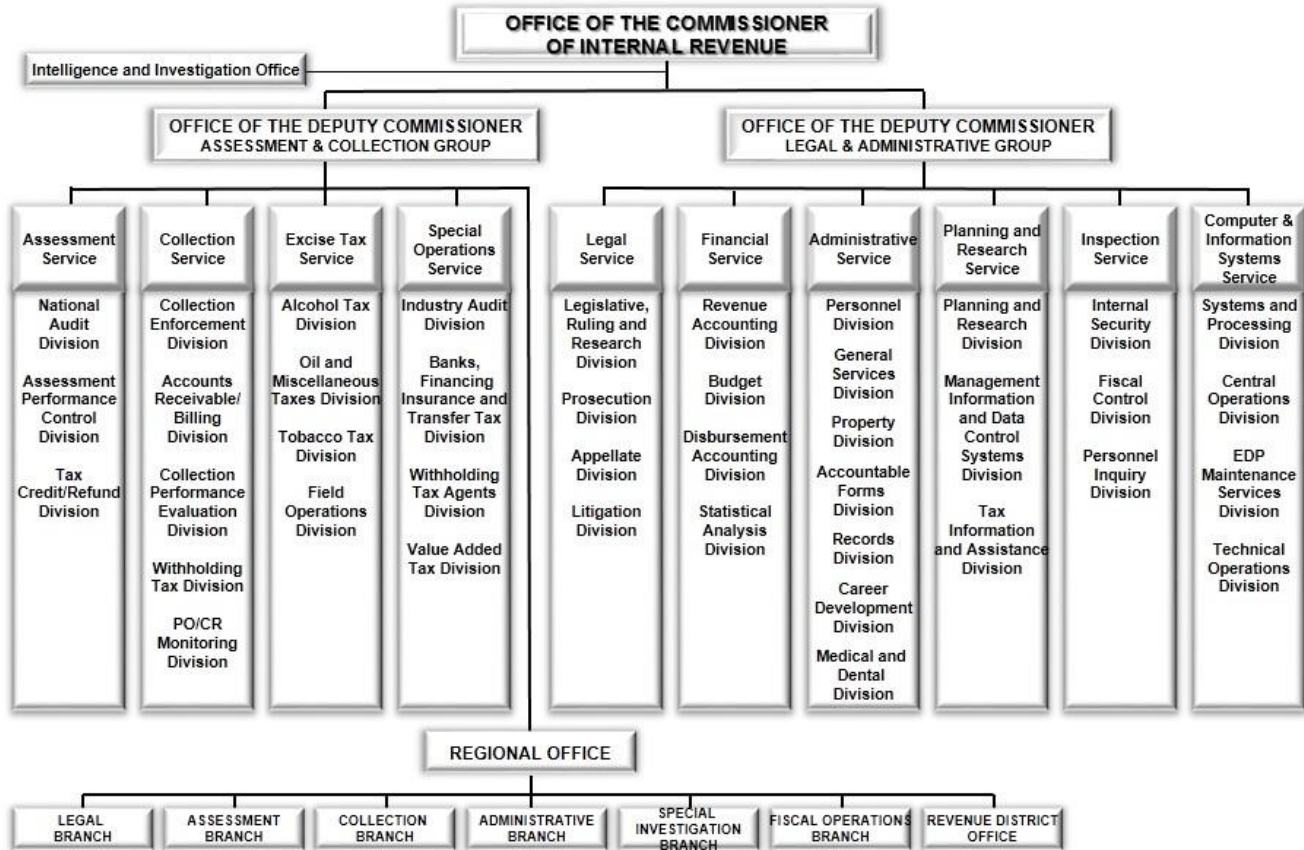 OFFICE OF THE COMMISSIONER
OF INTERNAL REVENUE
Intelligence and Investigation Office
OFFICE OF THE DEPUTY COMMISSIONER
ASSESSMENT & COLLECTION GROUP
OFFICE OF THE DEPUTY COMMISSIONER
LEGAL & ADMINISTRATIVE GROUP
Assessment
Service
National
Audit
Division
Assessment
Performance
Control
Division
Tax
Credit/Refund
Division
Collection
Service
Collection
Enforcement
Division
Accounts
Receivable/
Billing
Division
Collection
Performance
Evaluation
Division
Withholding
Tax Division
PO/CR
Monitoring
Division
Excise Tax
Service
Alcohol Tax
Division
Oil and
Miscellaneous
Taxes Division
Tobacco Tax
Division
Field
Operations
Division
Special
Operations
Service
Industry Audit
Division
Banks,
Financing
Insurance and
Transfer Tax
Division
Withholding
Tax Agents
Division
Value Added
Tax Division
Legal
Service
Legislative,
Ruling and
Research
Division
Prosecution
Division
Appellate
Division
Litigation
Division
Financial
Service
Revenue
Accounting
Division
Budget
Division
Disbursement
Accounting
Division
Statistical
Analysis
Division
Administrative
Service
Personnel
Division
General
Services
Division
Property
Division
Accountable
Forms
Division
Records
Division
Career
Development
Division
Medical and
Dental
Division
Planning and
Research
Service
Planning and
Research
Division
Management
Information
and Data
Control
Systems
Division
Tax
Information
and Assistance
Division
Inspection
Service
Internal
Security
Division
Fiscal
Control
Division
Personnel
Inquiry
Division
Computer &
Information
Systems
Service
Systems and
Processing
Division
Central
Operations
Division
EDP
Maintenance
Services
Division
Technical
Operations
Division
REGIONAL OFFICE
LEGAL
BRANCH
ASSESSMENT
BRANCH
COLLECTION
BRANCH
ADMINISTRATIVE
BRANCH
SPECIAL
INVESTIGATION
BRANCH
FISCAL OPERATIONS
BRANCH
REVENUE DISTRICT
OFFICE